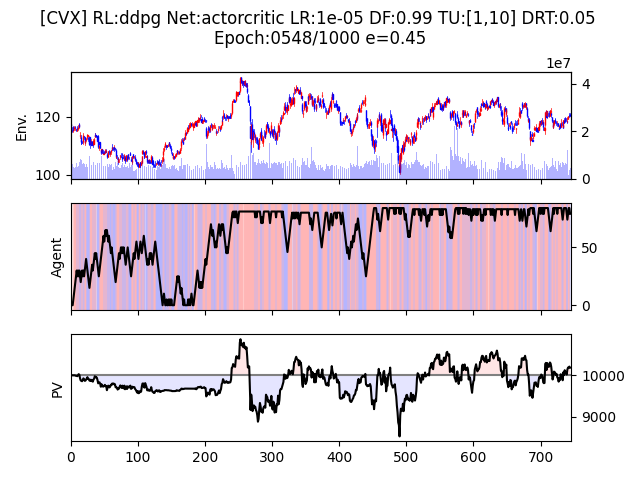 [CVX] RL:ddpg Net:actorcritic LR:1e-05 DF:0.99 TU:[1,10] DRT:0.05
Epoch:0548/1000 e=0.45
1e7
Env.
120
100
4
2
0
Agent
50
0
PV
10000
9000
0 100 200 300 400 500 600 700